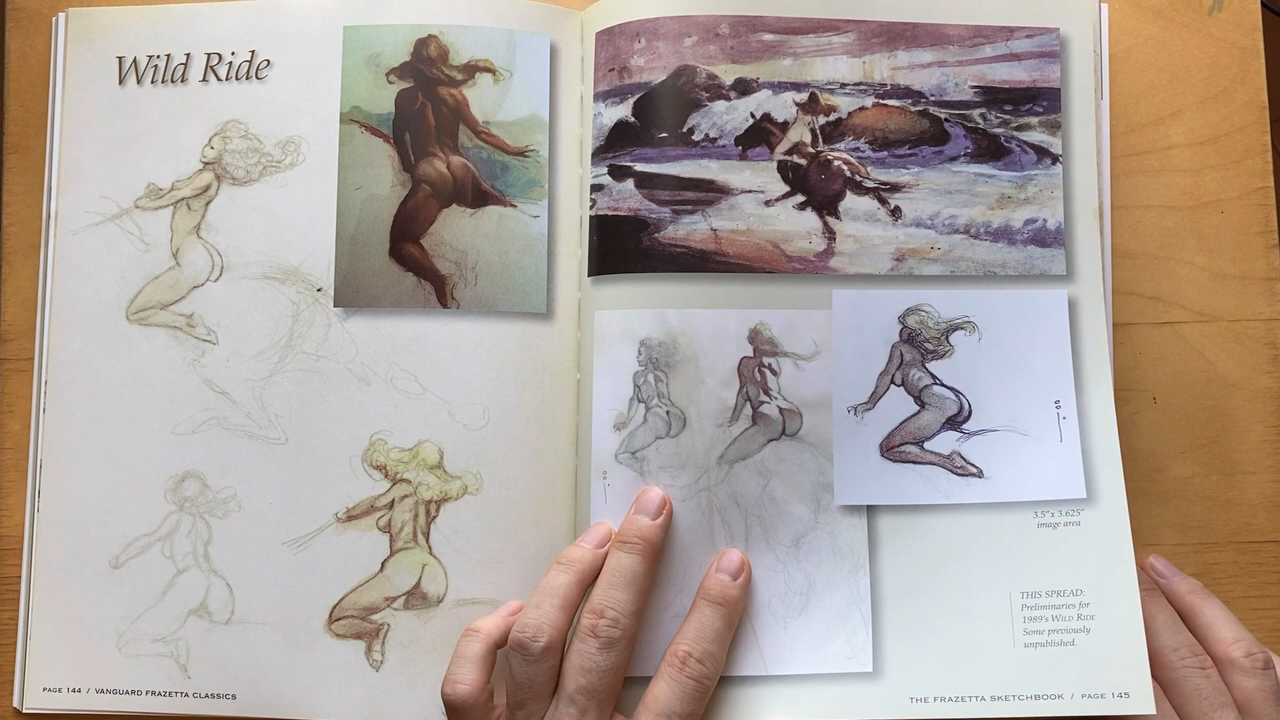 Wild Ride
3.5"x 3.625"
image area
THIS SPREAD:
Preliminaries for
1989's WILD RIDE
Some previously
unpublished.
PAGE 144 / VANGUARD FRAZETTA CLASSICS
THE FRAZETTA SKETCHBOOK / PAGE 145